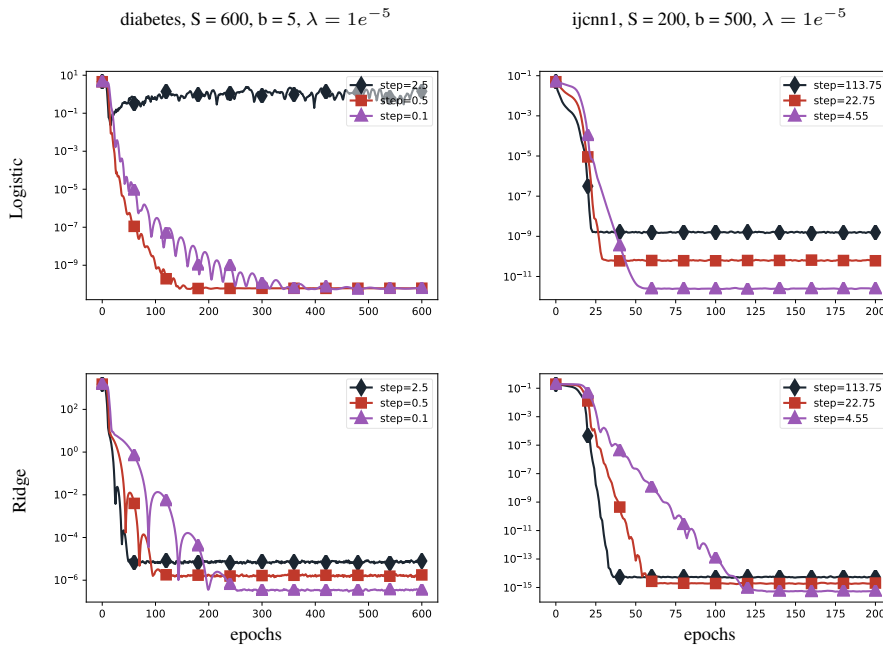 diabetes, S = 600, b = 5, λ = 1e⁻⁵
ijcnn1, S = 200, b = 500, λ = 1e⁻⁵
Logistic
10¹
10⁻¹
10⁻³
10⁻⁵
10⁻⁷
10⁻⁹
0 100 200 300 400 500 600
step=2.5
step=0.5
step=0.1
10⁻¹
10⁻³
10⁻⁵
10⁻⁷
10⁻⁹
10⁻¹¹
0 25 50 75 100 125 150 175 200
step=113.75
step=22.75
step=4.55
Ridge
10²
10⁰
10⁻²
10⁻⁴
10⁻⁶
0 100 200 300 400 500 600
step=2.5
step=0.5
step=0.1
epochs
10⁻¹
10⁻³
10⁻⁵
10⁻⁷
10⁻⁹
10⁻¹¹
10⁻¹³
10⁻¹⁵
0 25 50 75 100 125 150 175 200
step=113.75
step=22.75
step=4.55
epochs